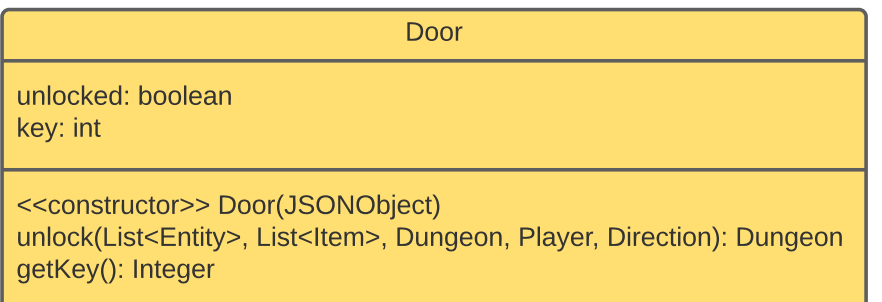 Door
unlocked: boolean
key: int
<<constructor>> Door(JSONObject)
unlock(List<Entity>, List<Item>, Dungeon, Player, Direction): Dungeon
getKey(): Integer